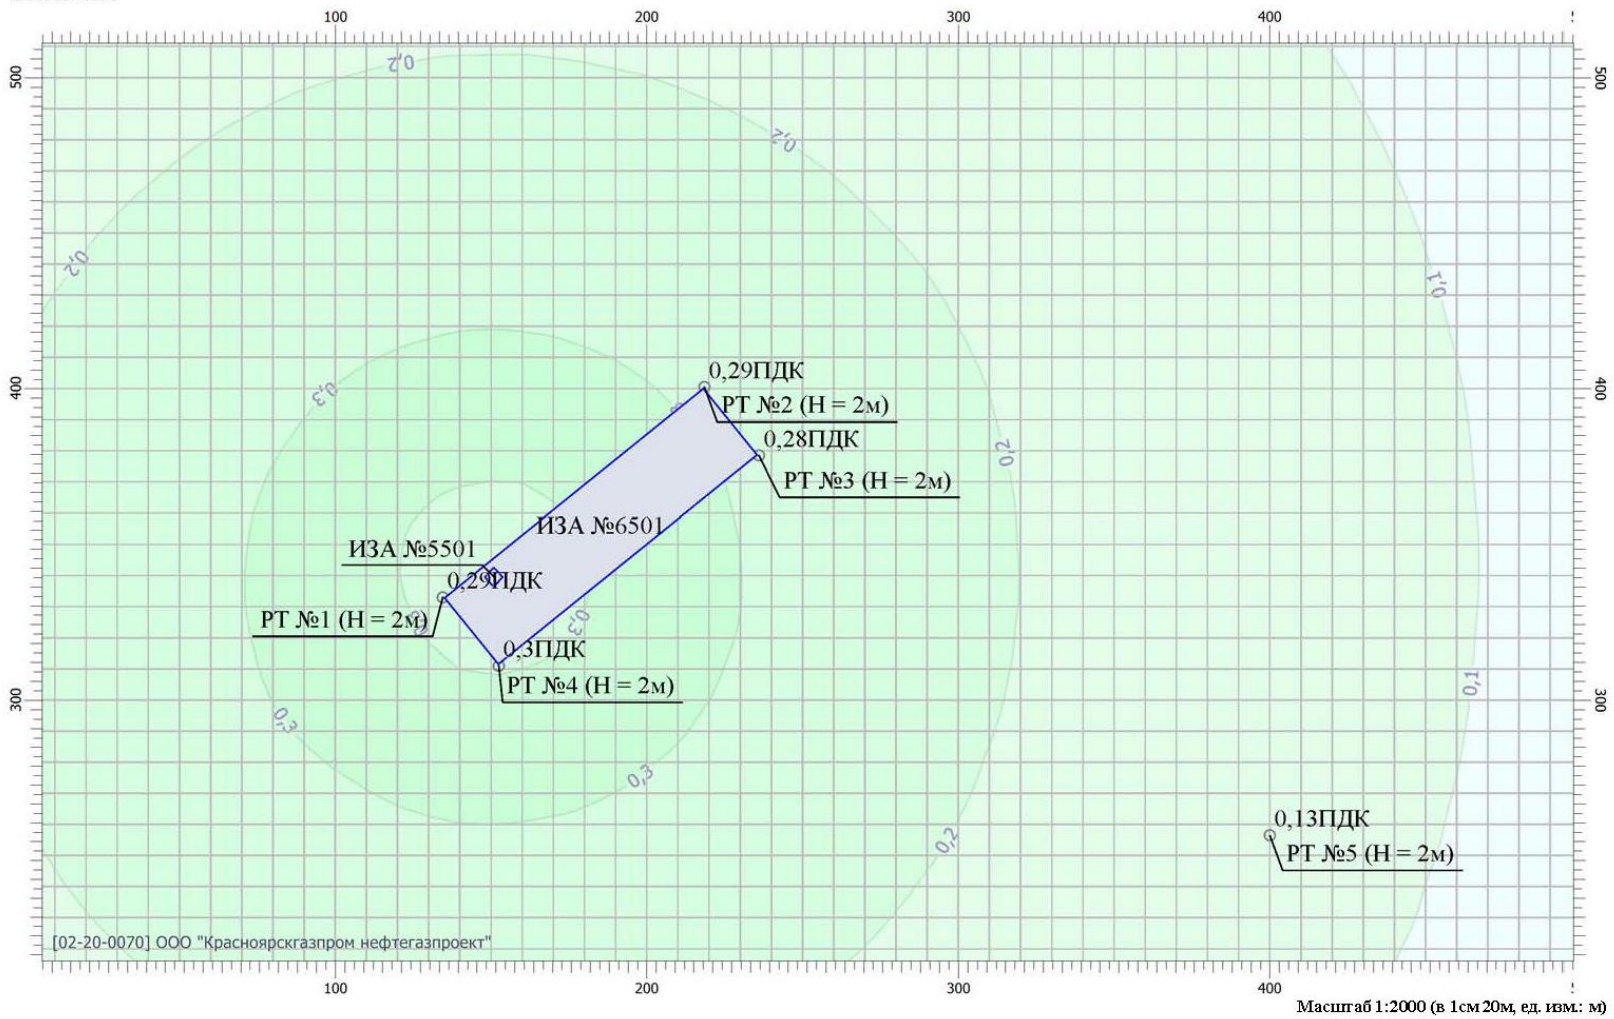 100 200 300 400
500 500
0,2
0,2
0,2
0,1
400 400
0,3
0,29ПДК
РТ №2 (H = 2м)
0,28ПДК
0,2
РТ №3 (H = 2м)
ИЗА №6501
ИЗА №5501
0,29ПДК
РТ №1 (H = 2м)
0,3
0,3ПДК
РТ №4 (H = 2м)
0,1
300 300
0,3
0,3
0,13ПДК
0,2
РТ №5 (H = 2м)
[02-20-0070] ООО "Красноярскгазпром нефтегазпроект"
100 200 300 400
Масштаб 1:2000 (в 1см 20м, ед. изм.: м)